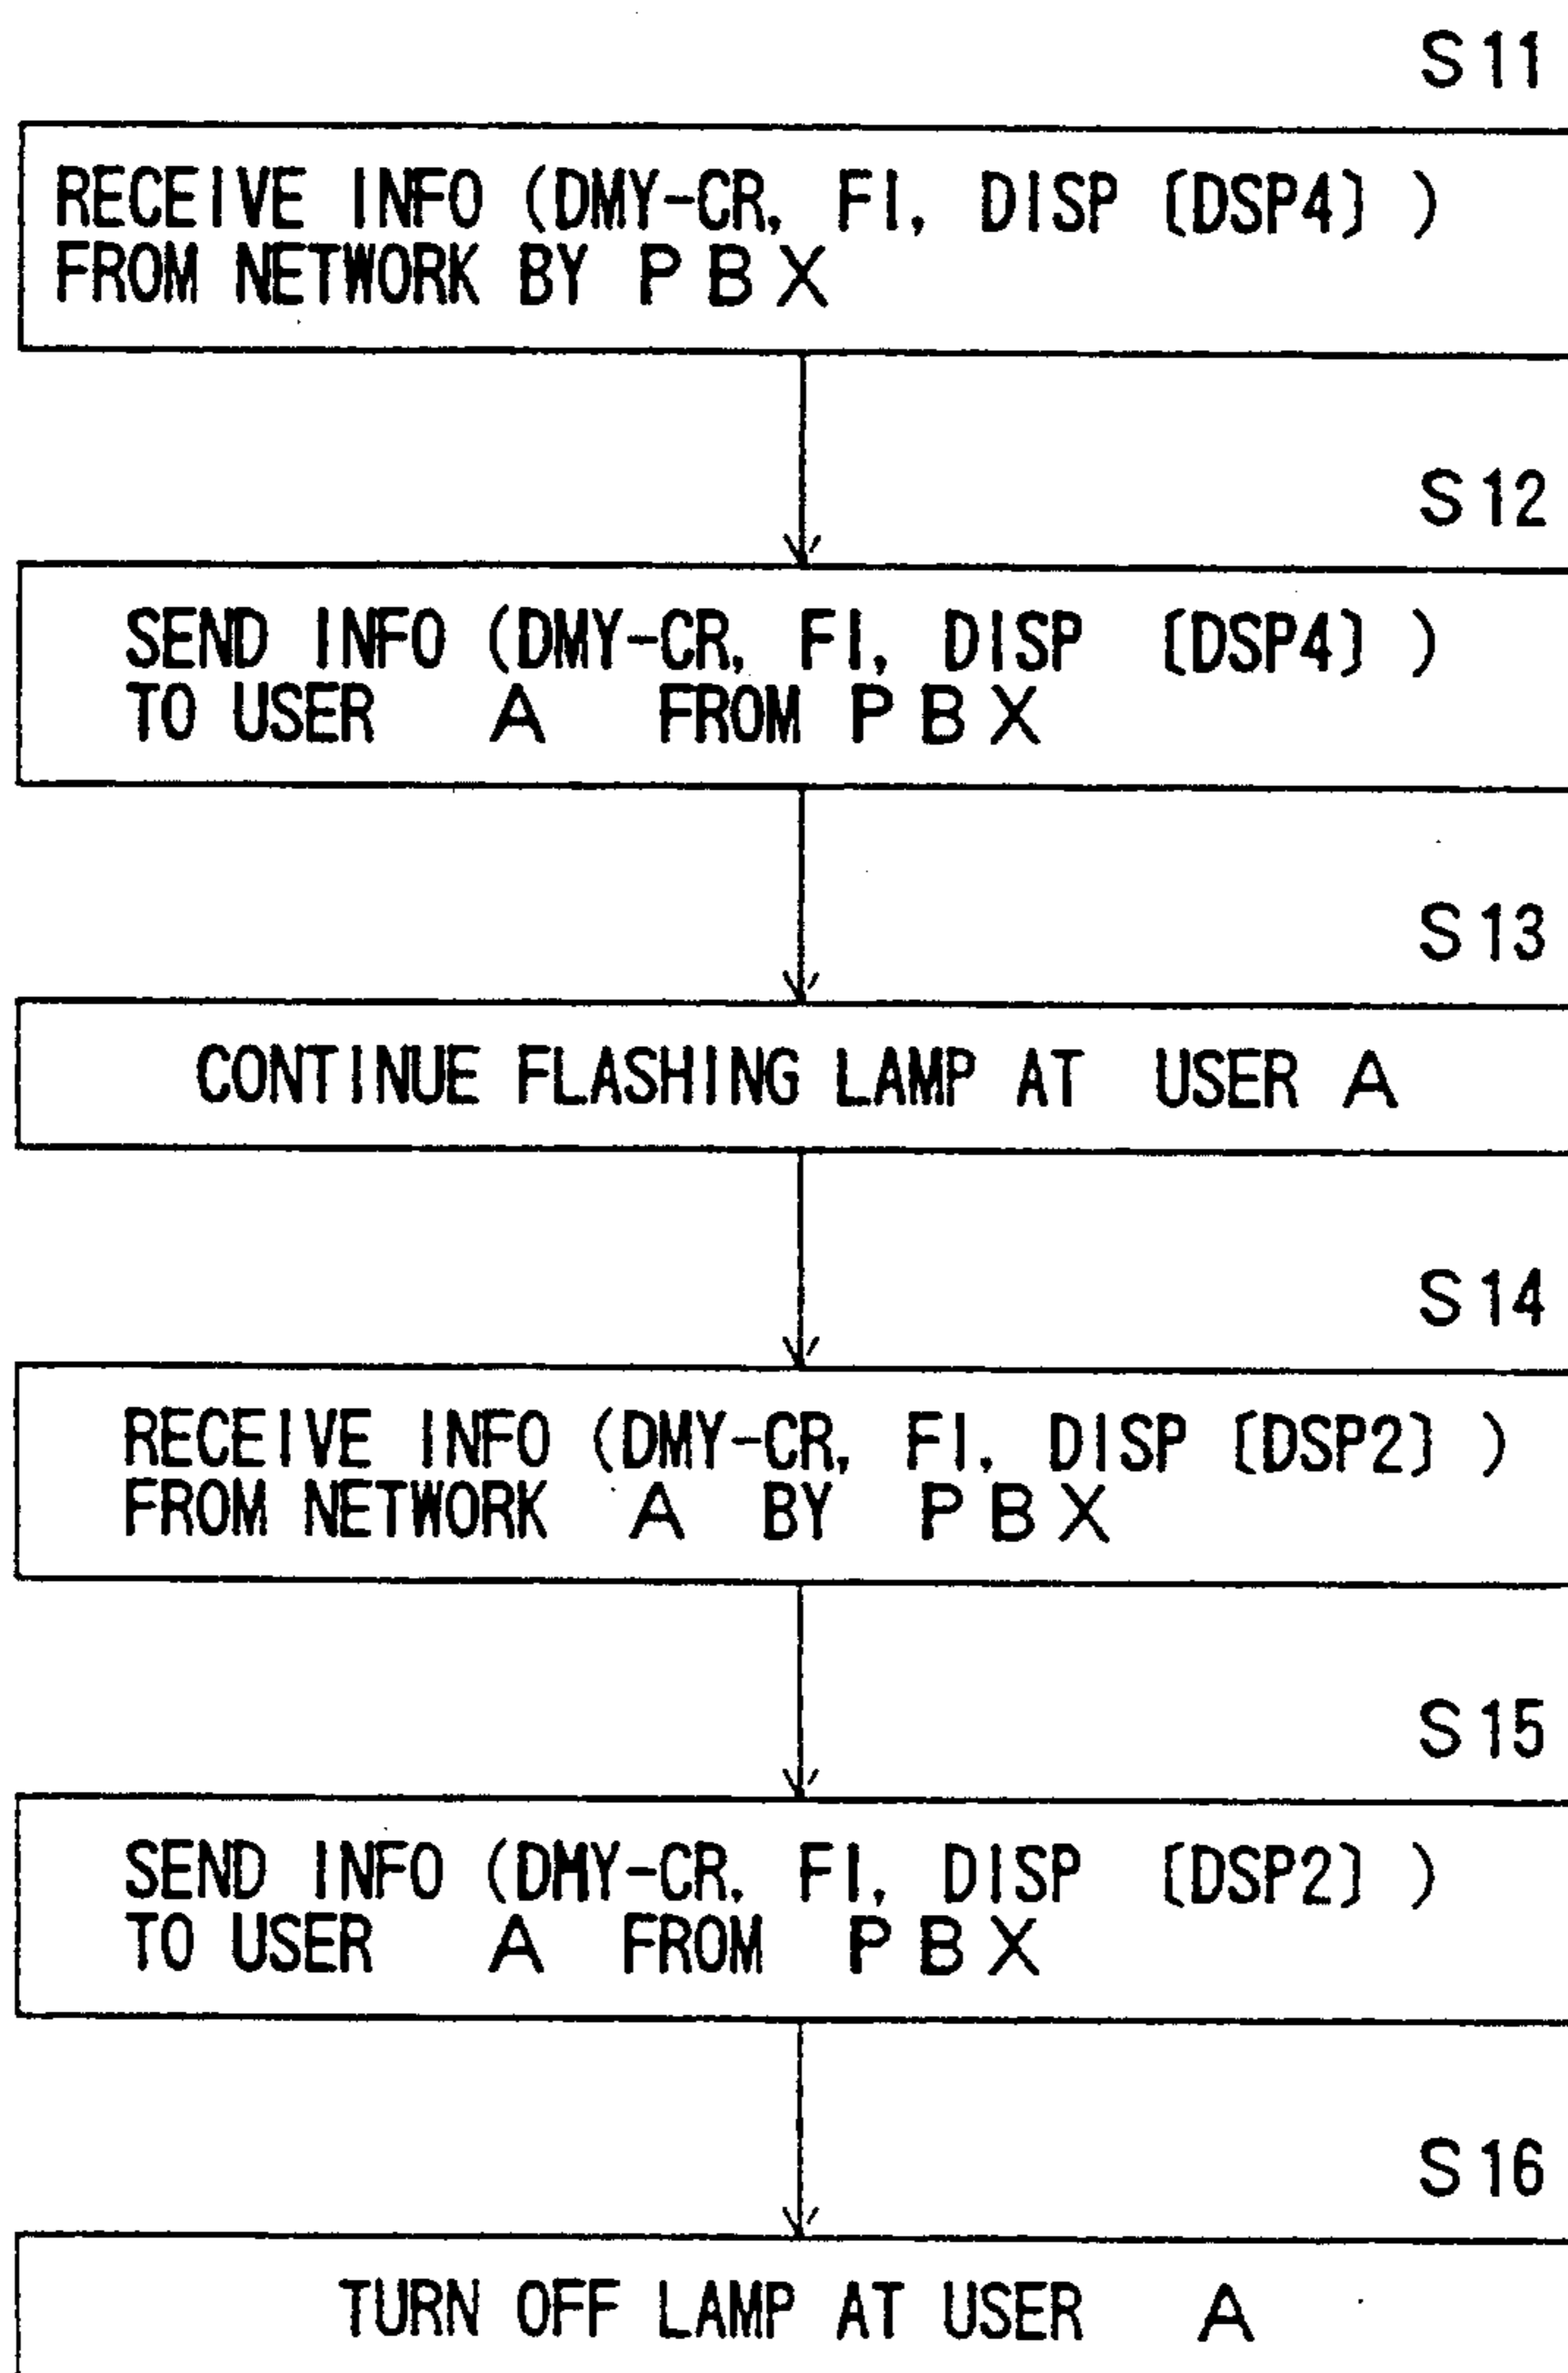 S11
RECEIVE INFO (DMY-CR, FI, DISP [DSP4] )
FROM NETWORK BY PBX
S12
SEND INFO (DMY-CR, FI, DISP [DSP4] )
TO USER A FROM PBX
S13
CONTINUE FLASHING LAMP AT USER A
S14
RECEIVE INFO (DMY-CR, FI, DISP [DSP2] )
FROM NETWORK A BY PBX
S15
SEND INFO (DMY-CR, FI, DISP [DSP2] )
TO USER A FROM PBX
S16
TURN OFF LAMP AT USER A